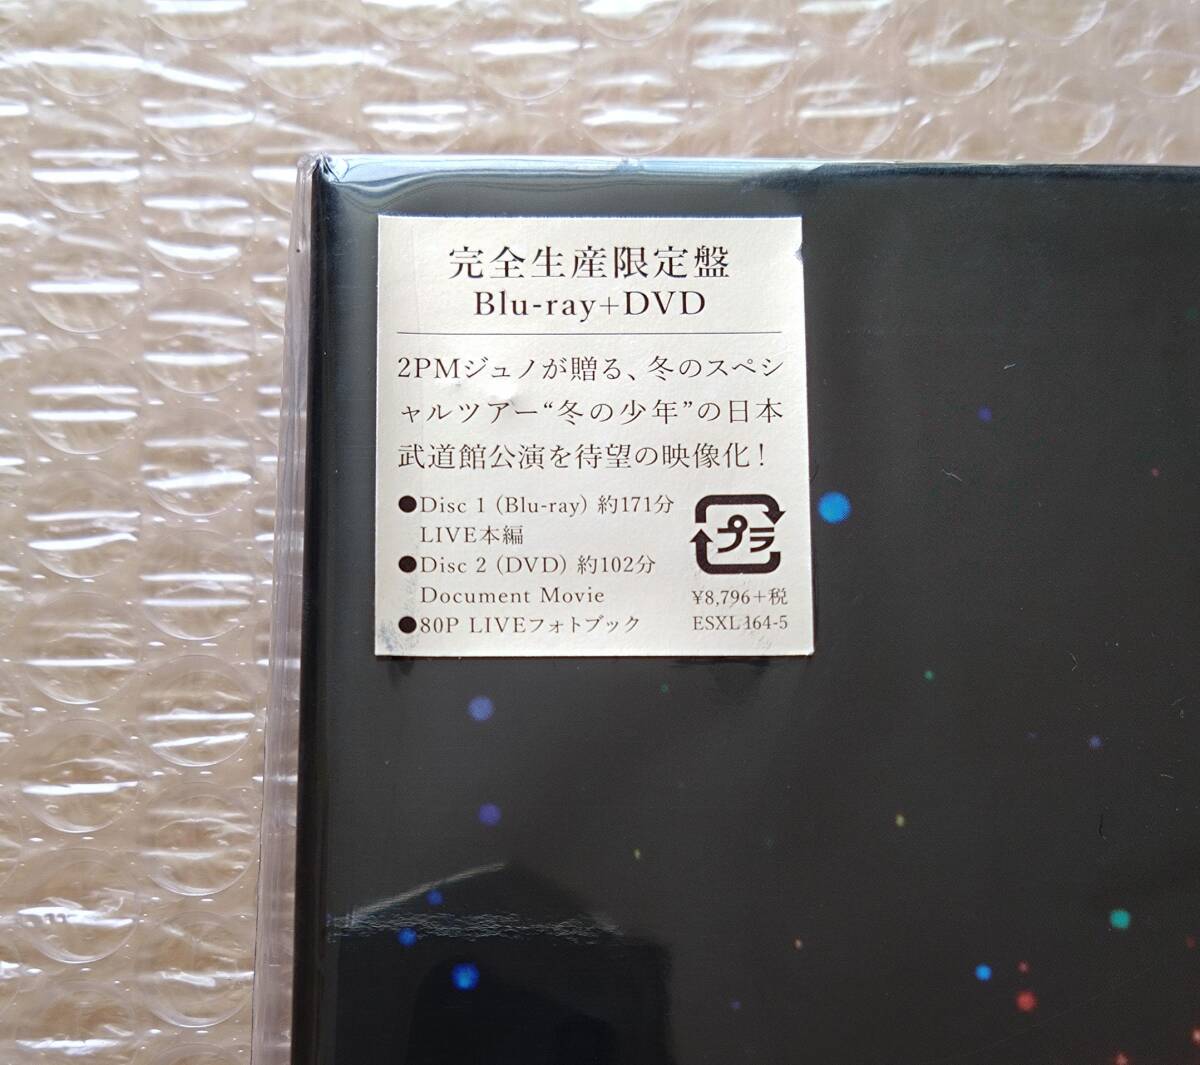 完全生産限定盤
Blu-ray+DVD
2PMジュノが贈る、冬のスペシ
ャルツアー“冬の少年”の日本
武道館公演を待望の映像化！
●Disc 1 (Blu-ray) 約171分
LIVE本編
●Disc 2 (DVD) 約102分
Document Movie
●80P LIVEフォトブック
プラ
¥8,796+税
ESXL 164-5